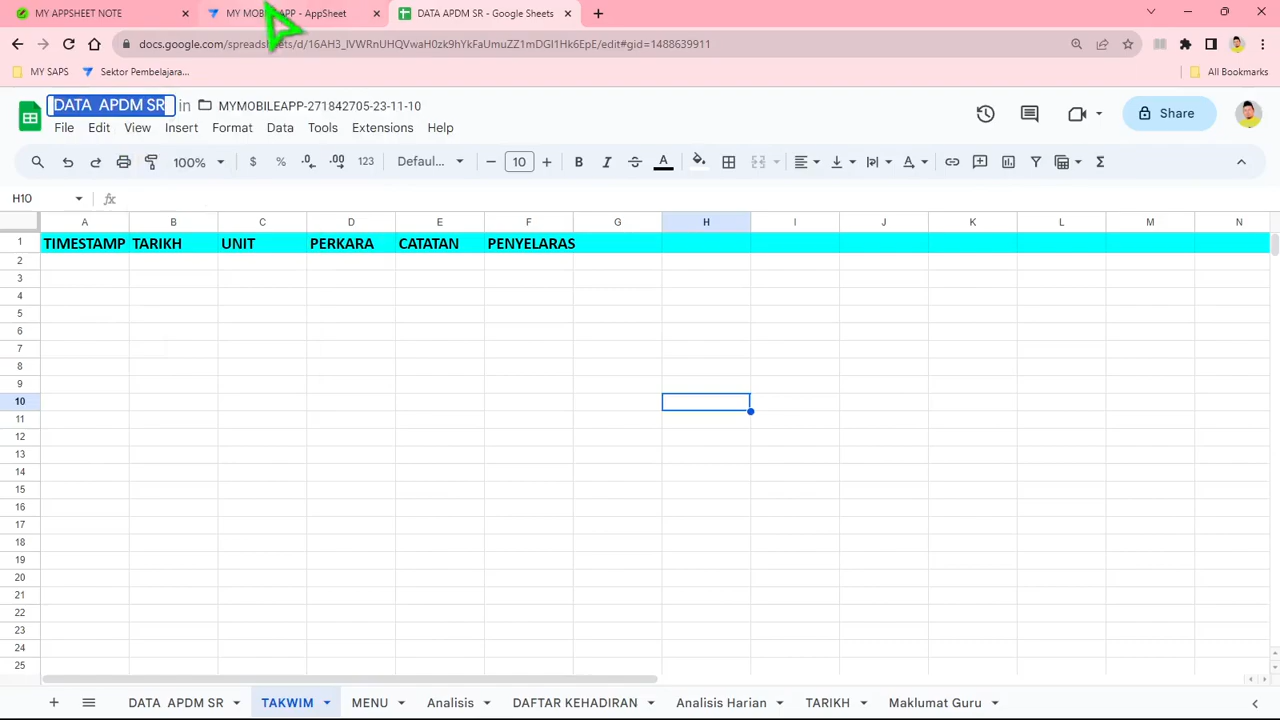 MY APPSHEET NOTE
MY MOBILE APP - AppSheet
DATA APDM SR - Google Sheets
docs.google.com/spreadsheets/d/16AH3_IVWRnUHQVwaH0zk9hYkFaUmuZZ1mDGI1Hk6EpE/edit#gid=1488639911
MY SAPS
Sektor Pembelajara...
All Bookmarks
DATA APDM SR in MYMOBILEAPP-271842705-23-11-10
File Edit View Insert Format Data Tools Extensions Help
Share
100% $ % .0 .00 123 Defaul... 10 B I A
H10 fx
A B C D E F G H I J K L M N
1 TIMESTAMP TARIKH UNIT PERKARA CATATAN PENYELARAS
2
3
4
5
6
7
8
9
10
11
12
13
14
15
16
17
18
19
20
21
22
23
24
25
DATA APDM SR TAKWIM MENU Analisis DAFTAR KEHADIRAN Analisis Harian TARIKH Maklumat Guru